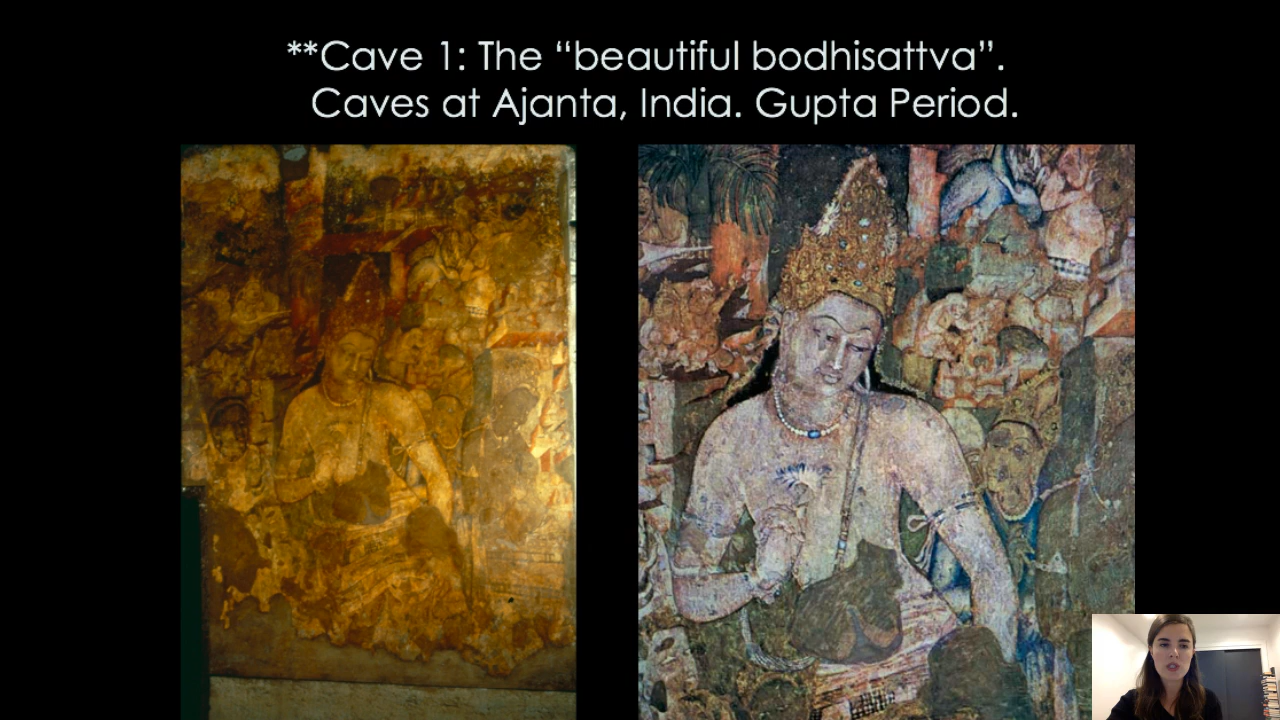 **Cave 1: The “beautiful bodhisattva”.
Caves at Ajanta, India. Gupta Period.